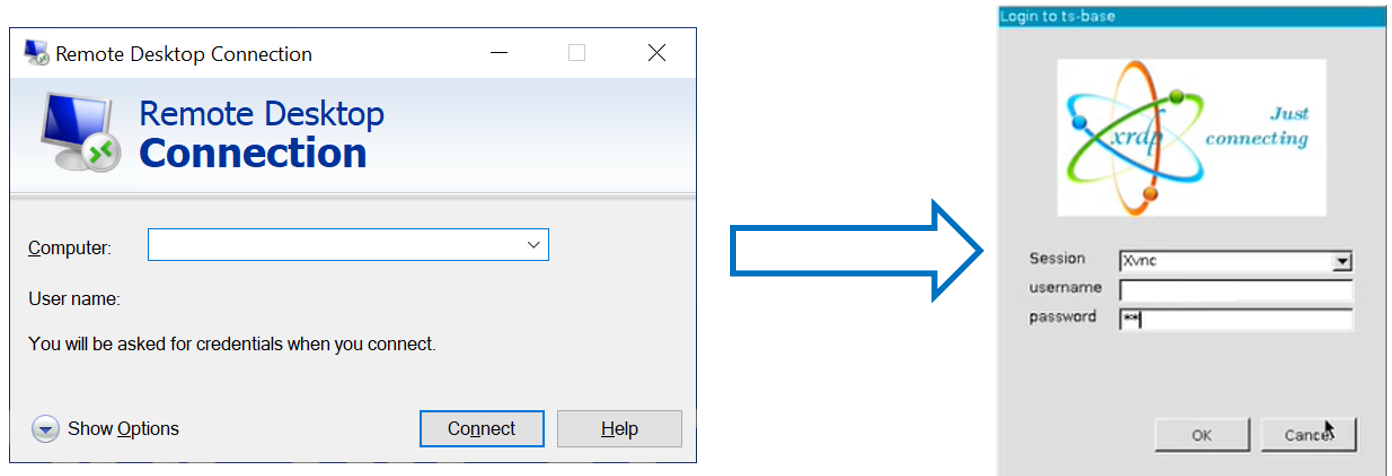 Remote Desktop Connection
Remote Desktop
Connection
Computer:
User name:
You will be asked for credentials when you connect.
Show Options
Connect
Help
Login to ts-base
xrdp
Just
connecting
Session
Xvnc
username
password
**
OK
Cancel